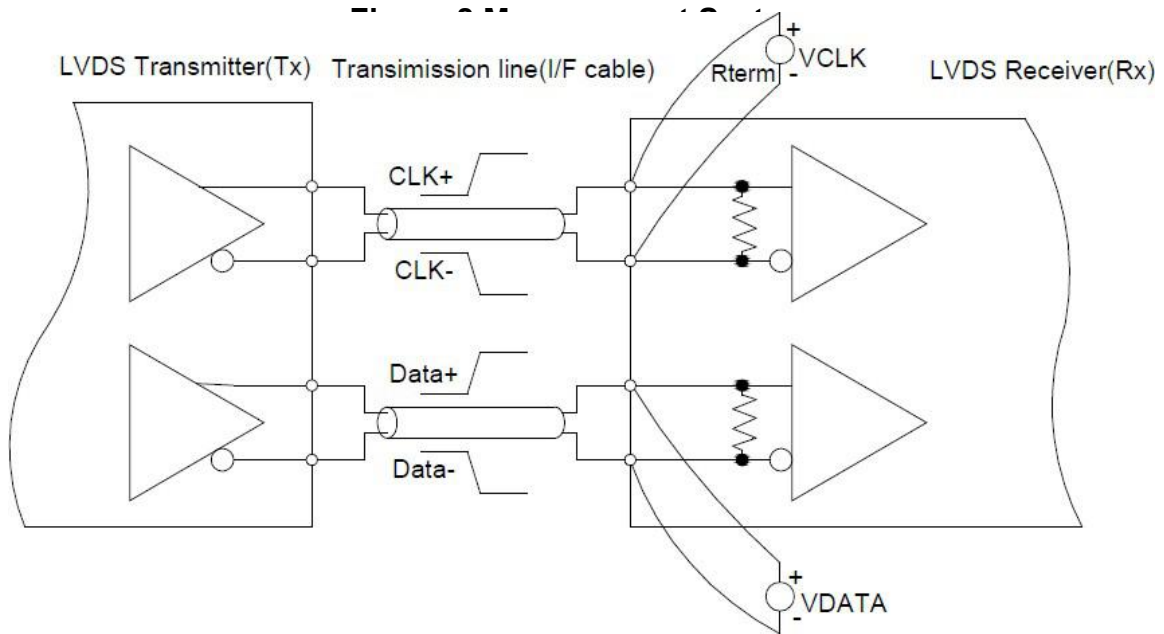 LVDS Transmitter(Tx)
Transimission line(I/F cable)
Rterm
+
VCLK
-
LVDS Receiver(Rx)
CLK+
CLK-
Data+
Data-
+
VDATA
-